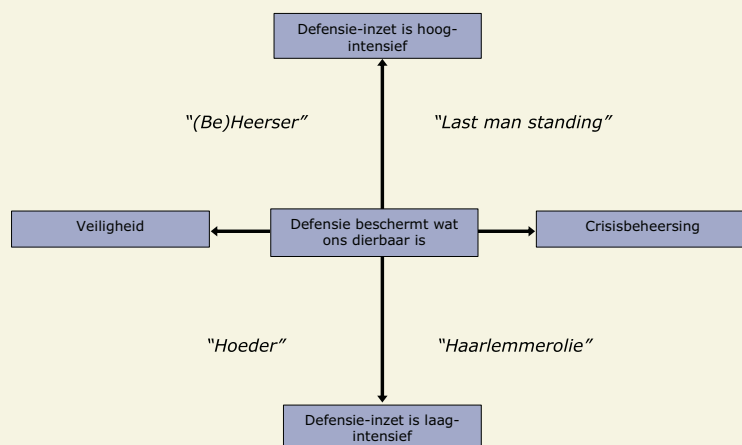 Defensie-inzet is hoog-
intensief
“(Be)Heerser”
“Last man standing”
Veiligheid
Defensie beschermt wat
ons dierbaar is
Crisisbeheersing
“Hoeder”
“Haarlemmerolie”
Defensie-inzet is laag-
intensief